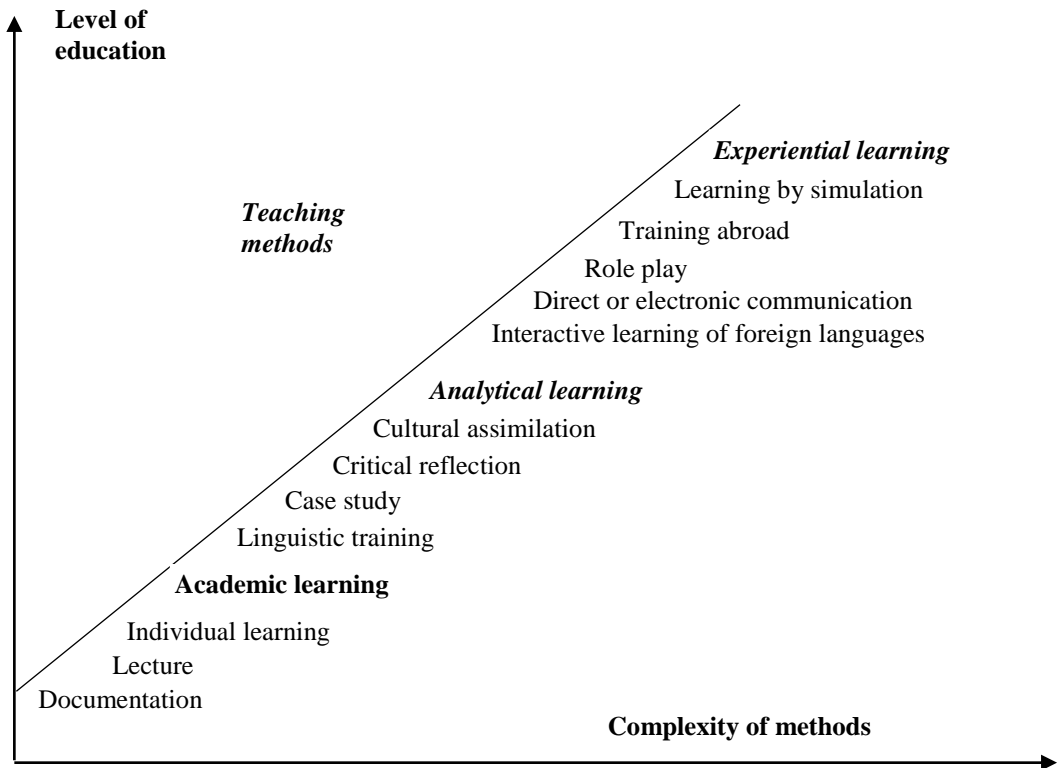 Level of
education
Experiential learning
Learning by simulation
Teaching
methods
Training abroad
Role play
Direct or electronic communication
Interactive learning of foreign languages
Analytical learning
Cultural assimilation
Critical reflection
Case study
Linguistic training
Academic learning
Individual learning
Lecture
Documentation
Complexity of methods